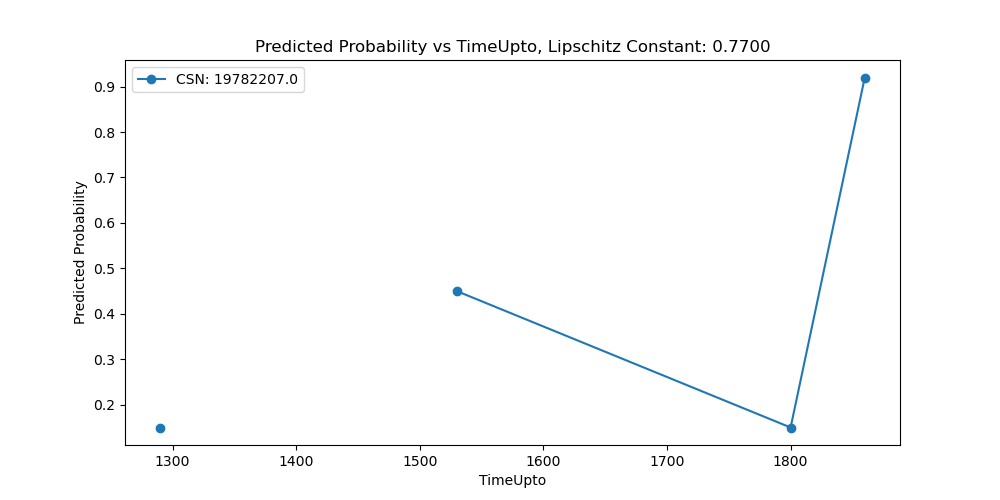 Predicted Probability vs TimeUpto, Lipschitz Constant: 0.7700
CSN: 19782207.0
Predicted Probability
0.9
0.8
0.7
0.6
0.5
0.4
0.3
0.2
1300 1400 1500 1600 1700 1800
TimeUpto